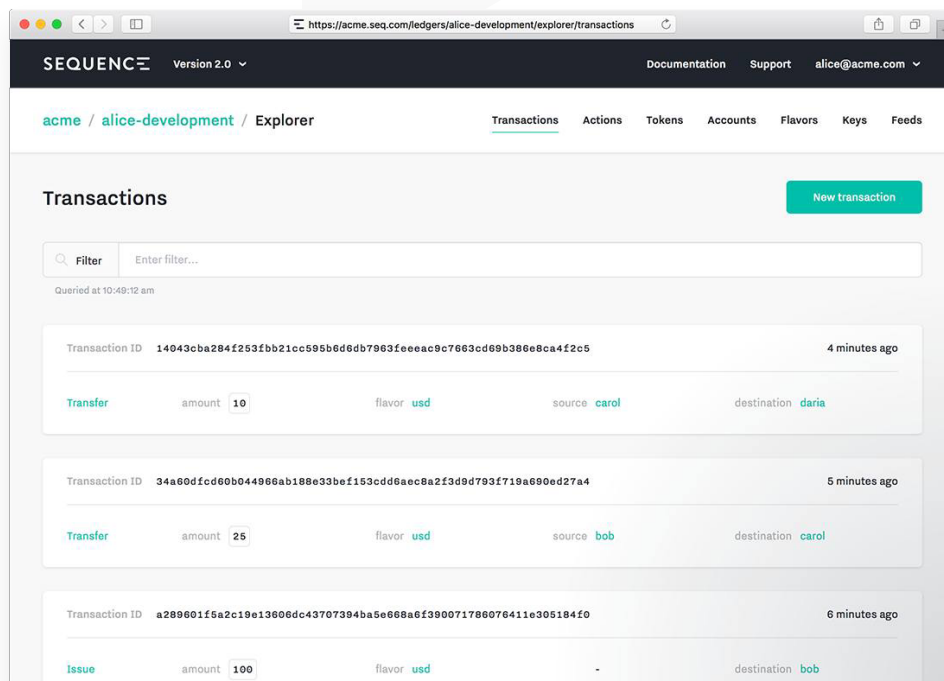 https://acme.seq.com/ledgers/alice-development/explorer/transactions
SEQUENCE Version 2.0 Documentation Support alice@acme.com
acme / alice-development / Explorer Transactions Actions Tokens Accounts Flavors Keys Feeds
Transactions New transaction
Filter Enter filter...
Queried at 10:49:12 am
Transaction ID 14043cba284f253fbb21cc595b6d6db7963feeeac9c7663cd69b386e8ca4f2c5 4 minutes ago
Transfer amount 10 flavor usd source carol destination daria
Transaction ID 34a60dfcd60b044966ab188e33bef153cdd6aec8a2f3d9d793f719a690ed27a4 5 minutes ago
Transfer amount 25 flavor usd source bob destination carol
Transaction ID a289601f5a2c19e13606dc43707394ba5e668a6f390071786076411e305184f0 6 minutes ago
Issue amount 100 flavor usd - destination bob